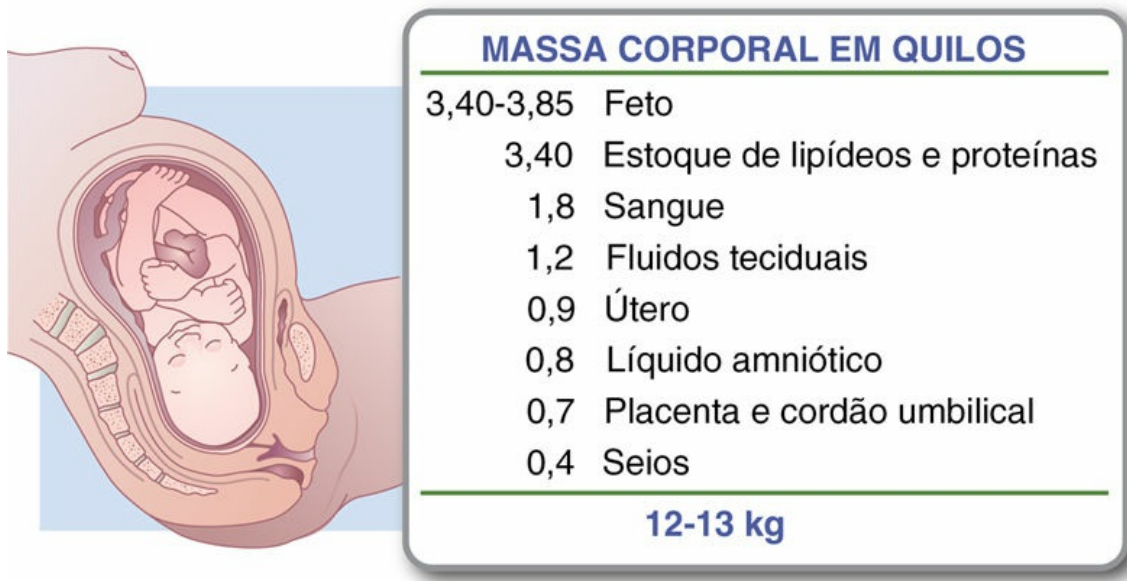 MASSA CORPORAL EM QUILOS
3,40-3,85 Feto
3,40 Estoque de lipídeos e proteínas
1,8 Sangue
1,2 Fluidos teciduais
0,9 Útero
0,8 Líquido amniótico
0,7 Placenta e cordão umbilical
0,4 Seios
12-13 kg